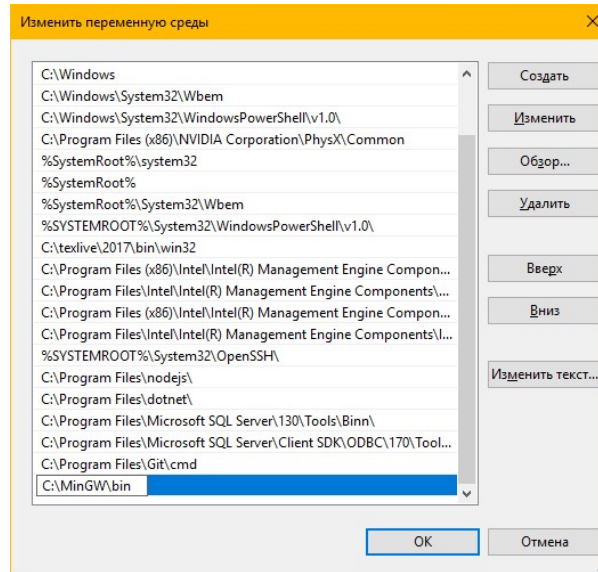 Изменить переменную среды
C:\Windows
C:\Windows\System32\Wbem
C:\Windows\System32\WindowsPowerShell\v1.0\
C:\Program Files (x86)\NVIDIA Corporation\PhysX\Common
%SystemRoot%\system32
%SystemRoot%
%SystemRoot%\System32\Wbem
%SYSTEMROOT%\System32\WindowsPowerShell\v1.0\
C:\texlive\2017\bin\win32
C:\Program Files (x86)\Intel\Intel(R) Management Engine Compon...
C:\Program Files\Intel\Intel(R) Management Engine Components\...
C:\Program Files (x86)\Intel\Intel(R) Management Engine Compon...
C:\Program Files\Intel\Intel(R) Management Engine Components\I...
%SYSTEMROOT%\System32\OpenSSH\
C:\Program Files\nodejs\
C:\Program Files\dotnet\
C:\Program Files\Microsoft SQL Server\130\Tools\Binn\
C:\Program Files\Microsoft SQL Server\Client SDK\ODBC\170\Tool...
C:\Program Files\Git\cmd
C:\MinGW\bin
Создать
Изменить
Обзор...
Удалить
Вверх
Вниз
Изменить текст...
OK
Отмена